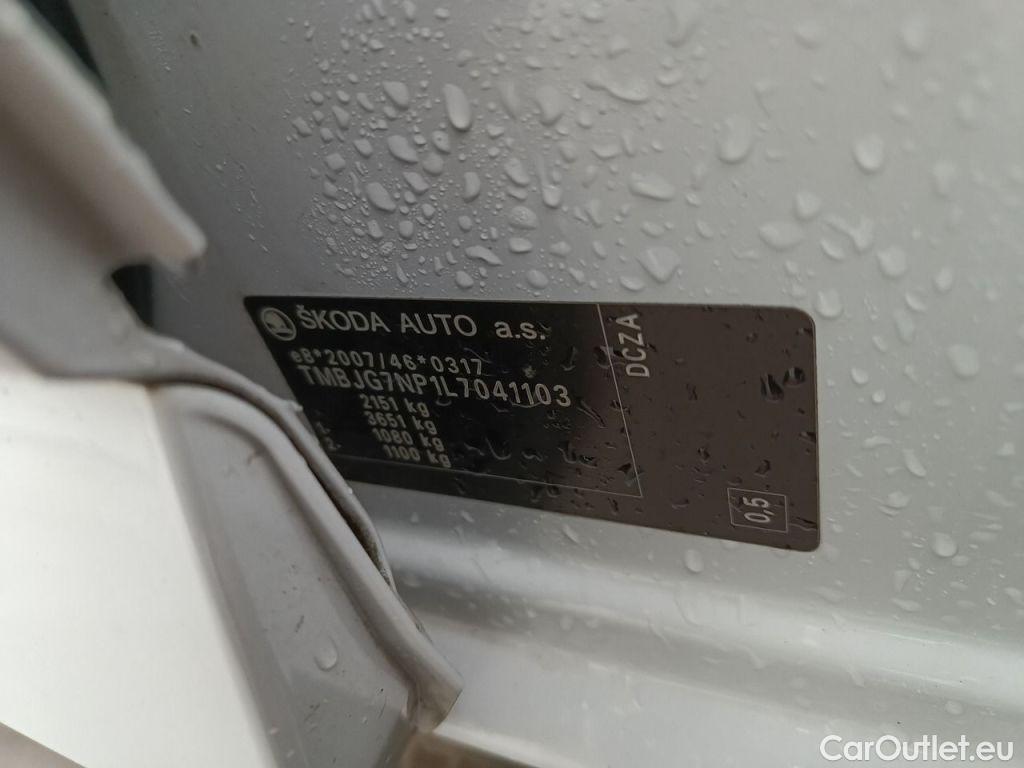 ŠKODA AUTO a.s.
e8*2007/46*0317
TMBJG7NP1L7041103
2151 kg
3651 kg
1- 1080 kg
2- 1100 kg
DCZA
0,5
CarOutlet.eu